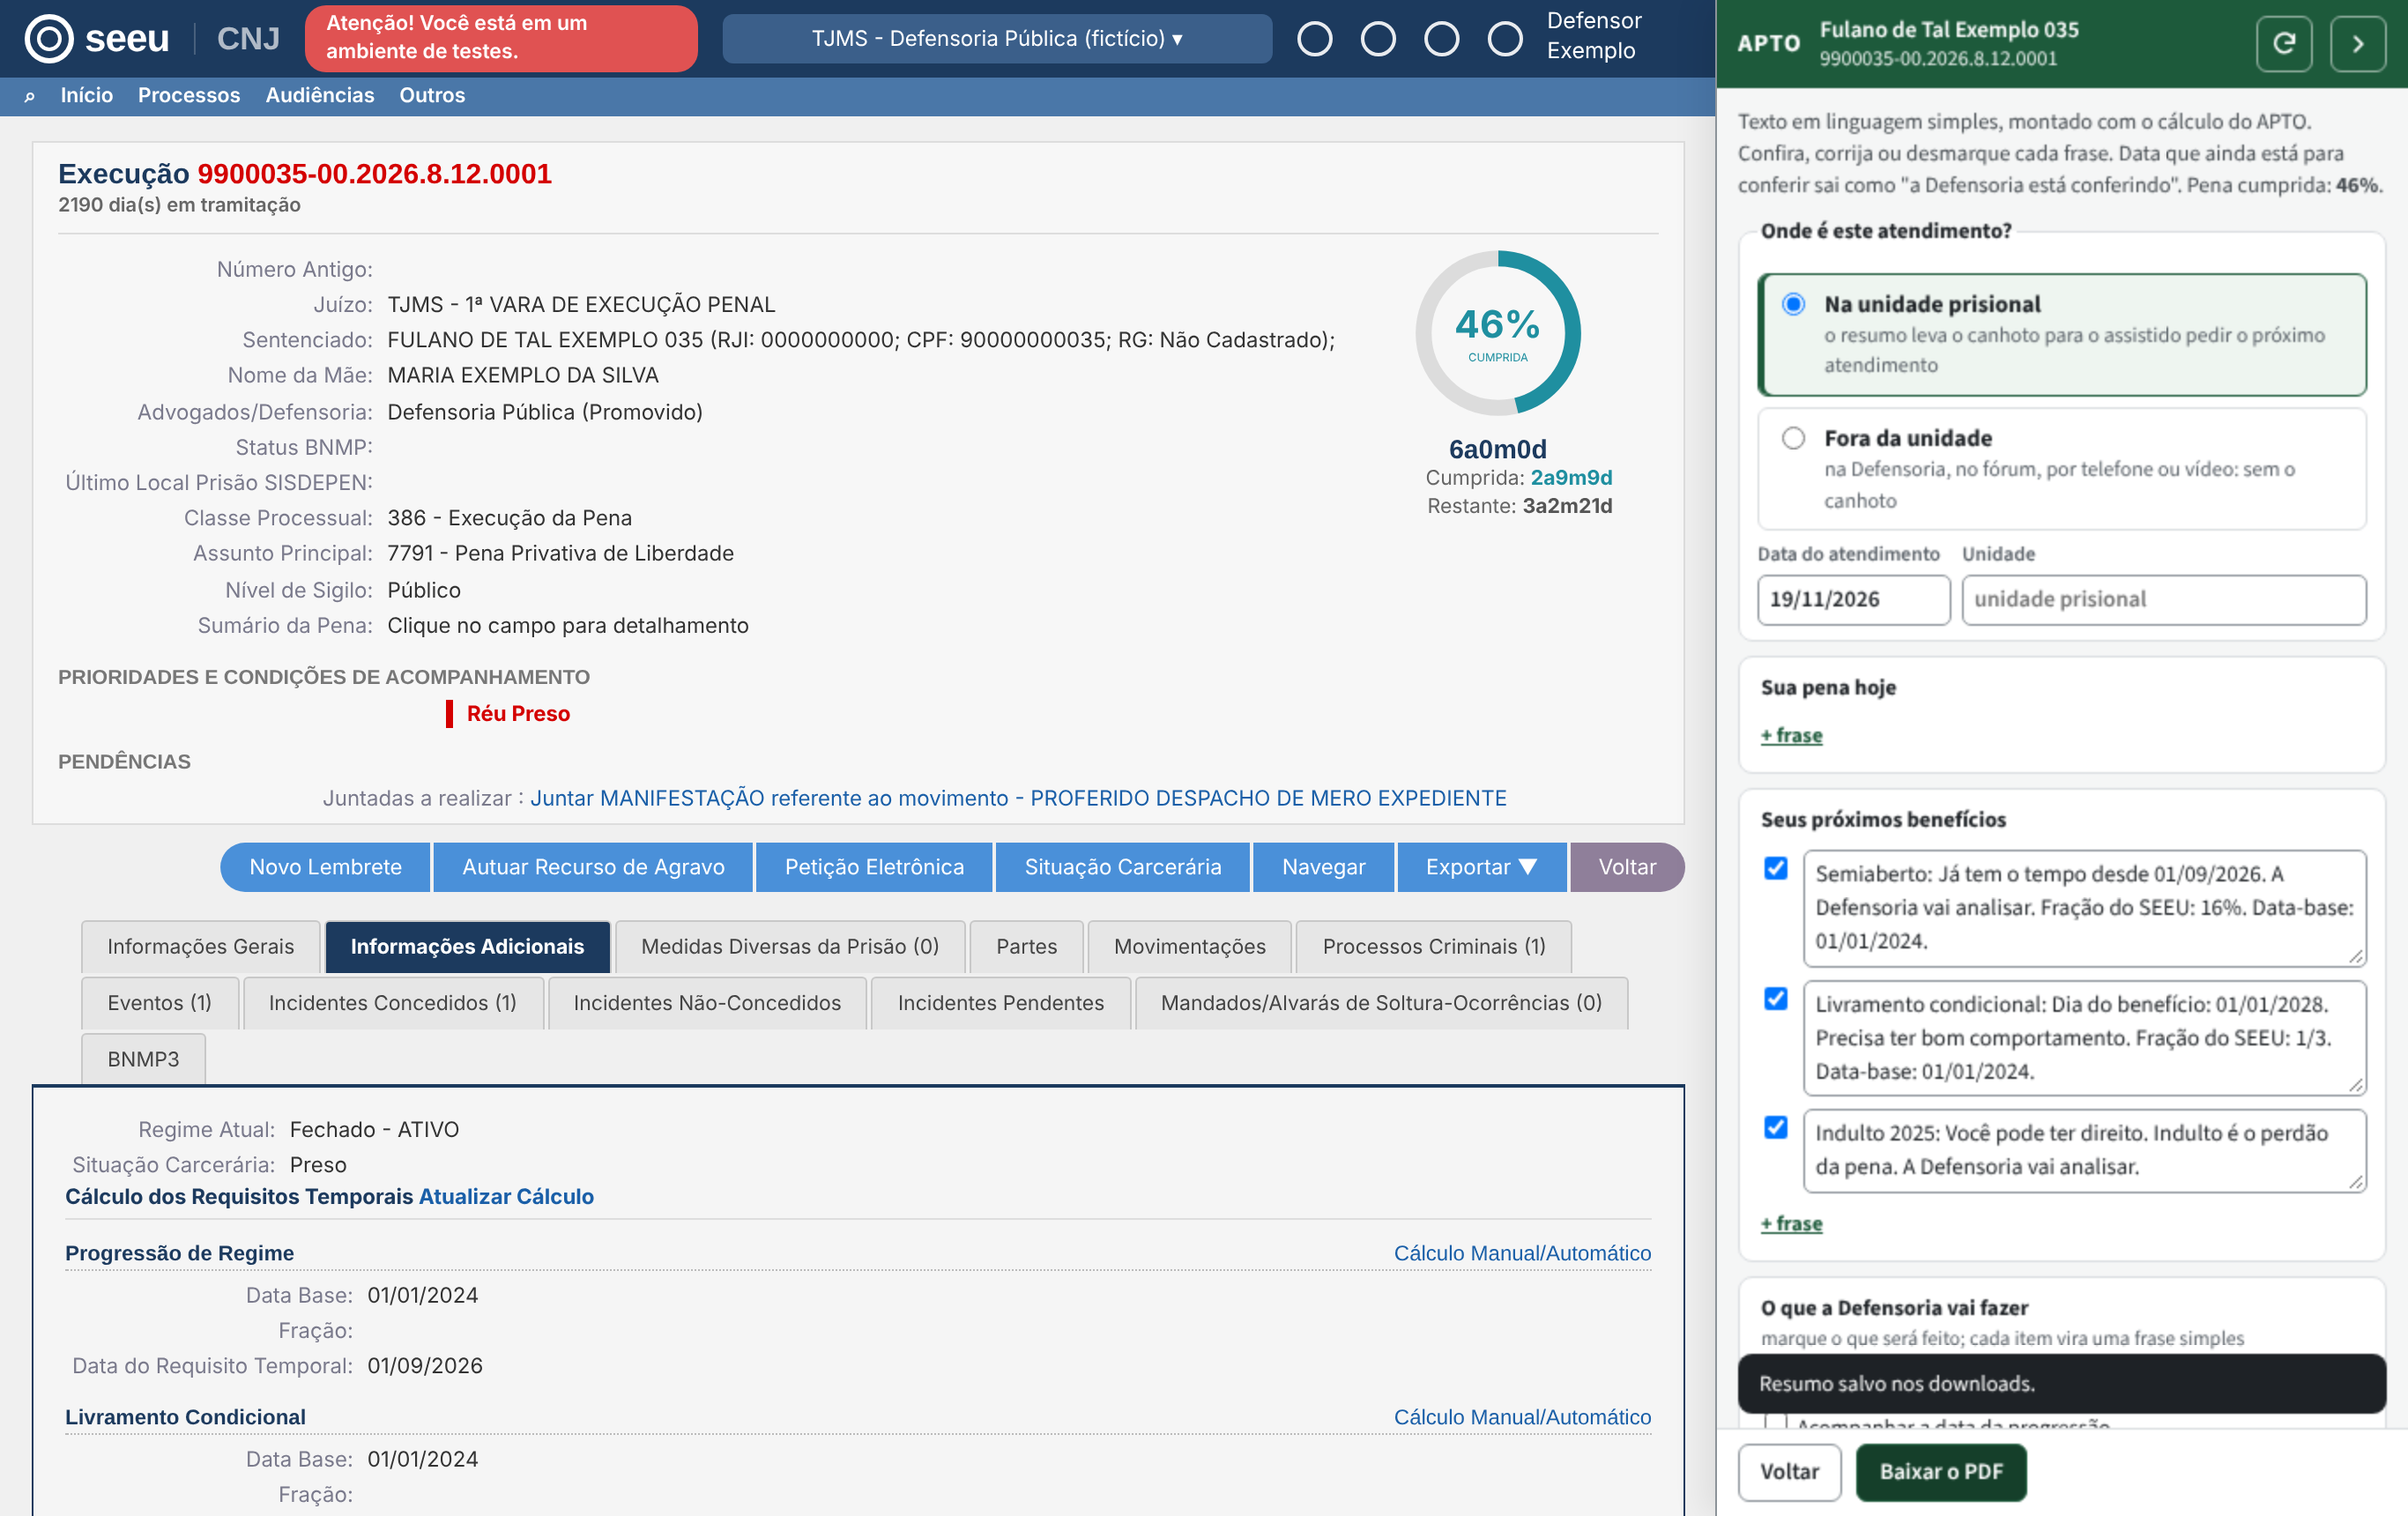 seeu
CNJ
Atenção! Você está em um
ambiente de testes.
TJMS - Defensoria Pública (fictício) ▾
Defensor
Exemplo
Início Processos Audiências Outros
Execução 9900035-00.2026.8.12.0001
2190 dia(s) em tramitação
Número Antigo:
Juízo: TJMS - 1ª VARA DE EXECUÇÃO PENAL
Sentenciado: FULANO DE TAL EXEMPLO 035 (RJI: 0000000000; CPF: 90000000035; RG: Não Cadastrado);
Nome da Mãe: MARIA EXEMPLO DA SILVA
Advogados/Defensoria: Defensoria Pública (Promovido)
Status BNMP:
Último Local Prisão SISDEPEN:
Classe Processual: 386 - Execução da Pena
Assunto Principal: 7791 - Pena Privativa de Liberdade
Nível de Sigilo: Público
Sumário da Pena: Clique no campo para detalhamento
46%
CUMPRIDA
6a0m0d
Cumprida: 2a9m9d
Restante: 3a2m21d
PRIORIDADES E CONDIÇÕES DE ACOMPANHAMENTO
Réu Preso
PENDÊNCIAS
Juntadas a realizar : Juntar MANIFESTAÇÃO referente ao movimento - PROFERIDO DESPACHO DE MERO EXPEDIENTE
Novo Lembrete
Autuar Recurso de Agravo
Petição Eletrônica
Situação Carcerária
Navegar
Exportar ▼
Voltar
Informações Gerais
Informações Adicionais
Medidas Diversas da Prisão (0)
Partes
Movimentações
Processos Criminais (1)
Eventos (1)
Incidentes Concedidos (1)
Incidentes Não-Concedidos
Incidentes Pendentes
Mandados/Alvarás de Soltura-Ocorrências (0)
BNMP3
Regime Atual: Fechado - ATIVO
Situação Carcerária: Preso
Cálculo dos Requisitos Temporais Atualizar Cálculo
Progressão de Regime
Cálculo Manual/Automático
Data Base: 01/01/2024
Fração:
Data do Requisito Temporal: 01/09/2026
Livramento Condicional
Cálculo Manual/Automático
Data Base: 01/01/2024
Fração:
APTO
Fulano de Tal Exemplo 035
9900035-00.2026.8.12.0001
Texto em linguagem simples, montado com o cálculo do APTO.
Confira, corrija ou desmarque cada frase. Data que ainda está para
conferir sai como "a Defensoria está conferindo". Pena cumprida: 46%.
Onde é este atendimento?
Na unidade prisional
o resumo leva o canhoto para o assistido pedir o próximo
atendimento
Fora da unidade
na Defensoria, no fórum, por telefone ou vídeo: sem o
canhoto
Data do atendimento
Unidade
19/11/2026
unidade prisional
Sua pena hoje
+ frase
Seus próximos benefícios
Semiaberto: Já tem o tempo desde 01/09/2026. A
Defensoria vai analisar. Fração do SEEU: 16%. Data-base:
01/01/2024.
Livramento condicional: Dia do benefício: 01/01/2028.
Precisa ter bom comportamento. Fração do SEEU: 1/3.
Data-base: 01/01/2024.
Indulto 2025: Você pode ter direito. Indulto é o perdão
da pena. A Defensoria vai analisar.
+ frase
O que a Defensoria vai fazer
marque o que será feito; cada item vira uma frase simples
Resumo salvo nos downloads.
Acompanhar a data da progressão
Voltar
Baixar o PDF